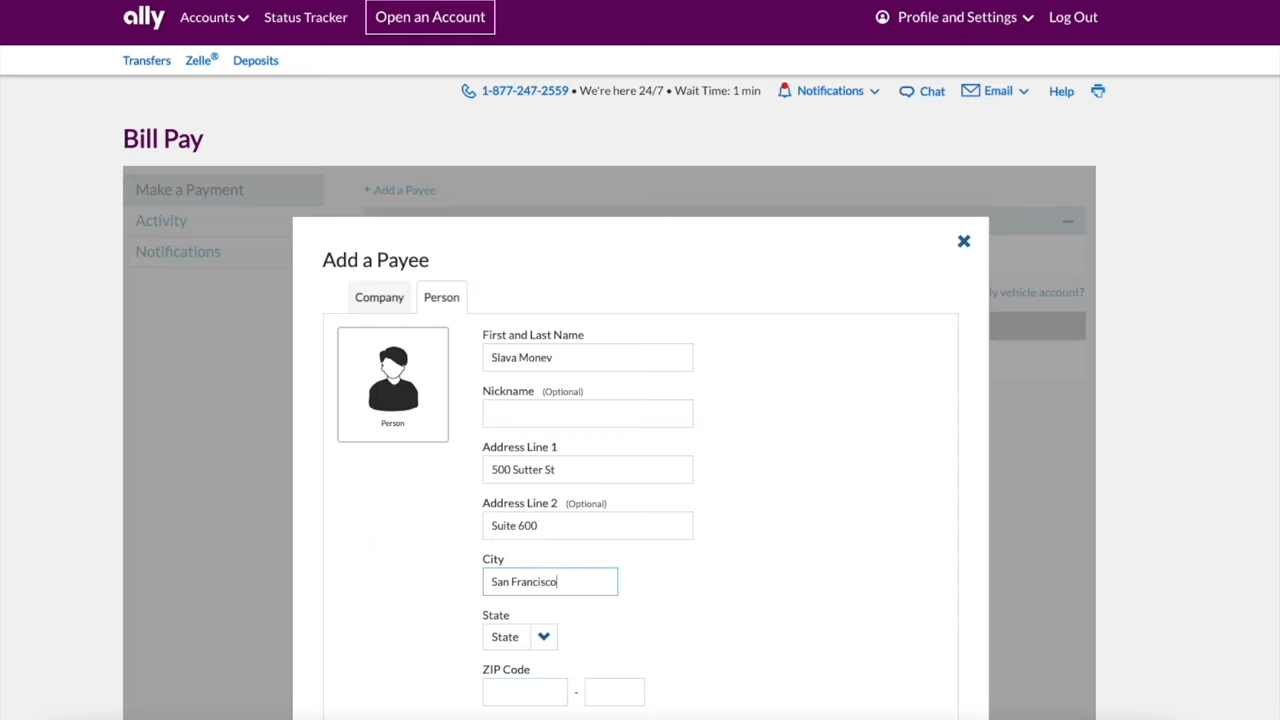 ally Accounts Status Tracker Open an Account Profile and Settings Log Out
Transfers Zelle® Deposits
1-877-247-2559 • We're here 24/7 • Wait Time: 1 min Notifications Chat Email Help
Bill Pay
Make a Payment
+ Add a Payee
Activity
Notifications
ly vehicle account?
Add a Payee
Company Person
Person
First and Last Name
Slava Monev
Nickname (Optional)
Address Line 1
500 Sutter St
Address Line 2 (Optional)
Suite 600
City
San Francisco
State
State
ZIP Code
-